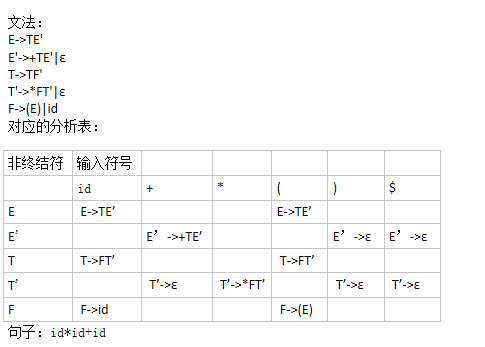 文法：
E->TE'
E'->+TE'|ε
T->TF'
T'->*FT'|ε
F->(E)|id
对应的分析表：
非终结符 输入符号
id + * ( ) $
E E->TE’ E->TE’
E’ E’->+TE’ E’->ε E’->ε
T T->FT’ T->FT’
T’ T’->ε T’->*FT’ T’->ε T’->ε
F F->id F->(E)
句子：id*id+id